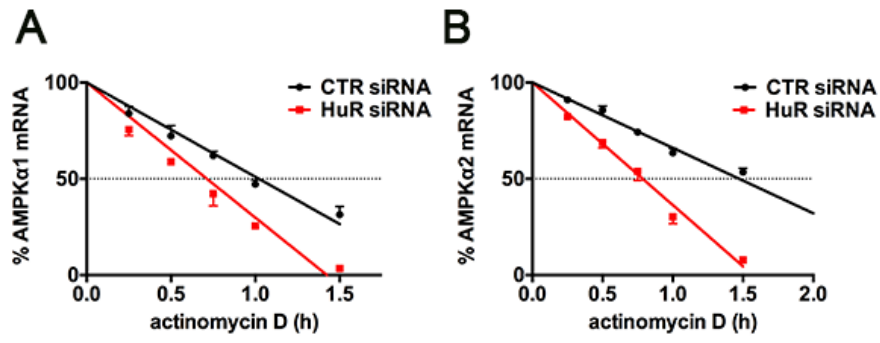 A
% AMPKα1 mRNA
100
50
0
CTR siRNA
HuR siRNA
0.0 0.5 1.0 1.5
actinomycin D (h)
B
% AMPKα2 mRNA
100
50
0
CTR siRNA
HuR siRNA
0.0 0.5 1.0 1.5 2.0
actinomycin D (h)